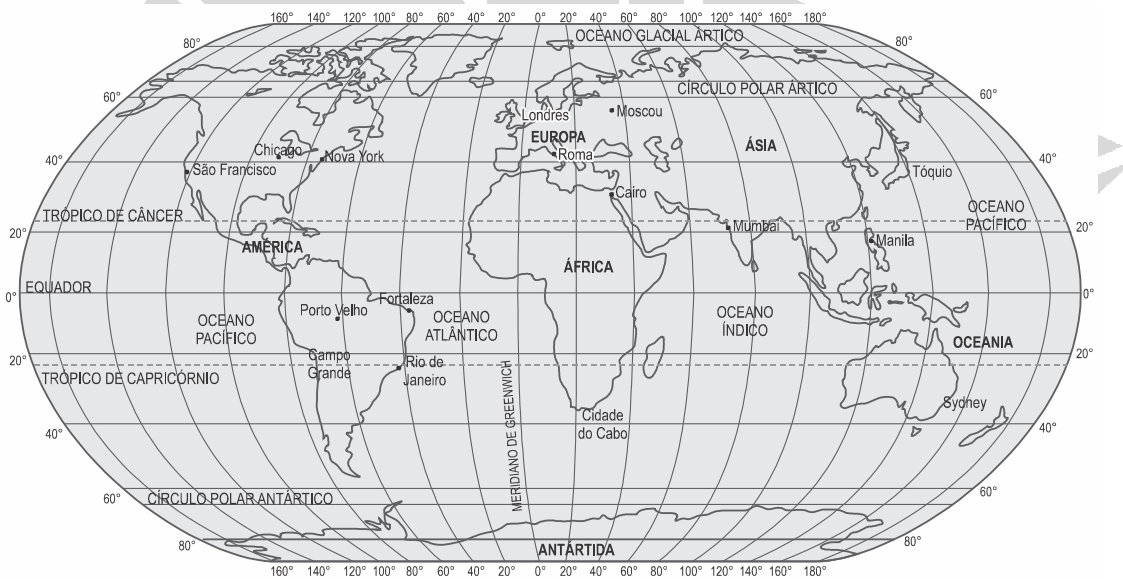 160° 140° 120° 100° 80° 60° 40° 20° 0° 20° 40° 60° 80° 100° 120° 140° 160° 180°
OCEANO GLACIAL ÁRTICO
80° 80°
CÍRCULO POLAR ÁRTICO
60° 60°
Moscou
Londres
EUROPA
ÁSIA
Chicago
Nova York
Roma
40° 40°
São Francisco
Tóquio
Cairo
OCEANO
PACÍFICO
TRÓPICO DE CÂNCER
20° 20°
Mumbai
Manila
AMÉRICA
ÁFRICA
EQUADOR
0° 0°
Fortaleza
Porto Velho
OCEANO
PACÍFICO
OCEANO
ATLÂNTICO
OCEANO
ÍNDICO
OCEANIA
Campo
Grande
20° 20°
Rio de
Janeiro
TRÓPICO DE CAPRICÓRNIO
MERIDIANO DE GREENWICH
Sydney
Cidade
do Cabo
40° 40°
60° 60°
CÍRCULO POLAR ANTÁRTICO
80° 80°
ANTÁRTIDA
160° 140° 120° 100° 80° 60° 40° 20° 0° 20° 40° 60° 80° 100° 120° 140° 160° 180°